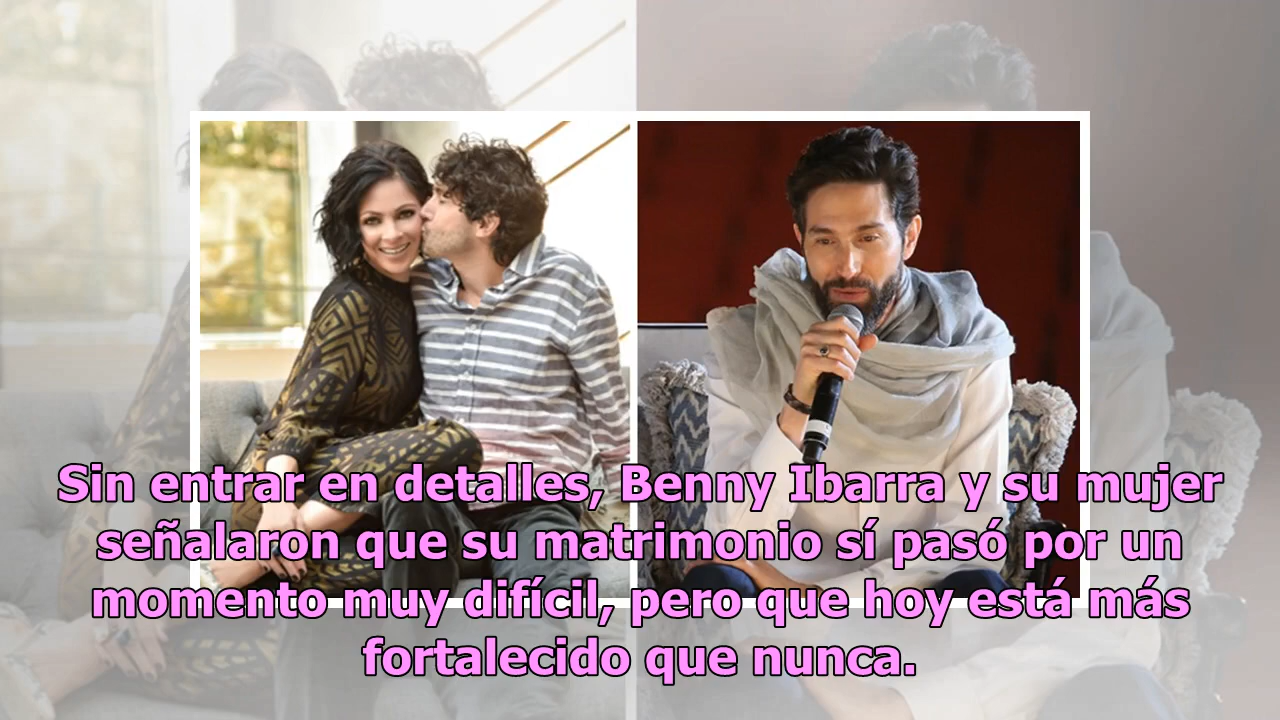 Sin entrar en detalles, Benny Ibarra y su mujer
señalaron que su matrimonio sí pasó por un
momento muy difícil, pero que hoy está más
fortalecido que nunca.